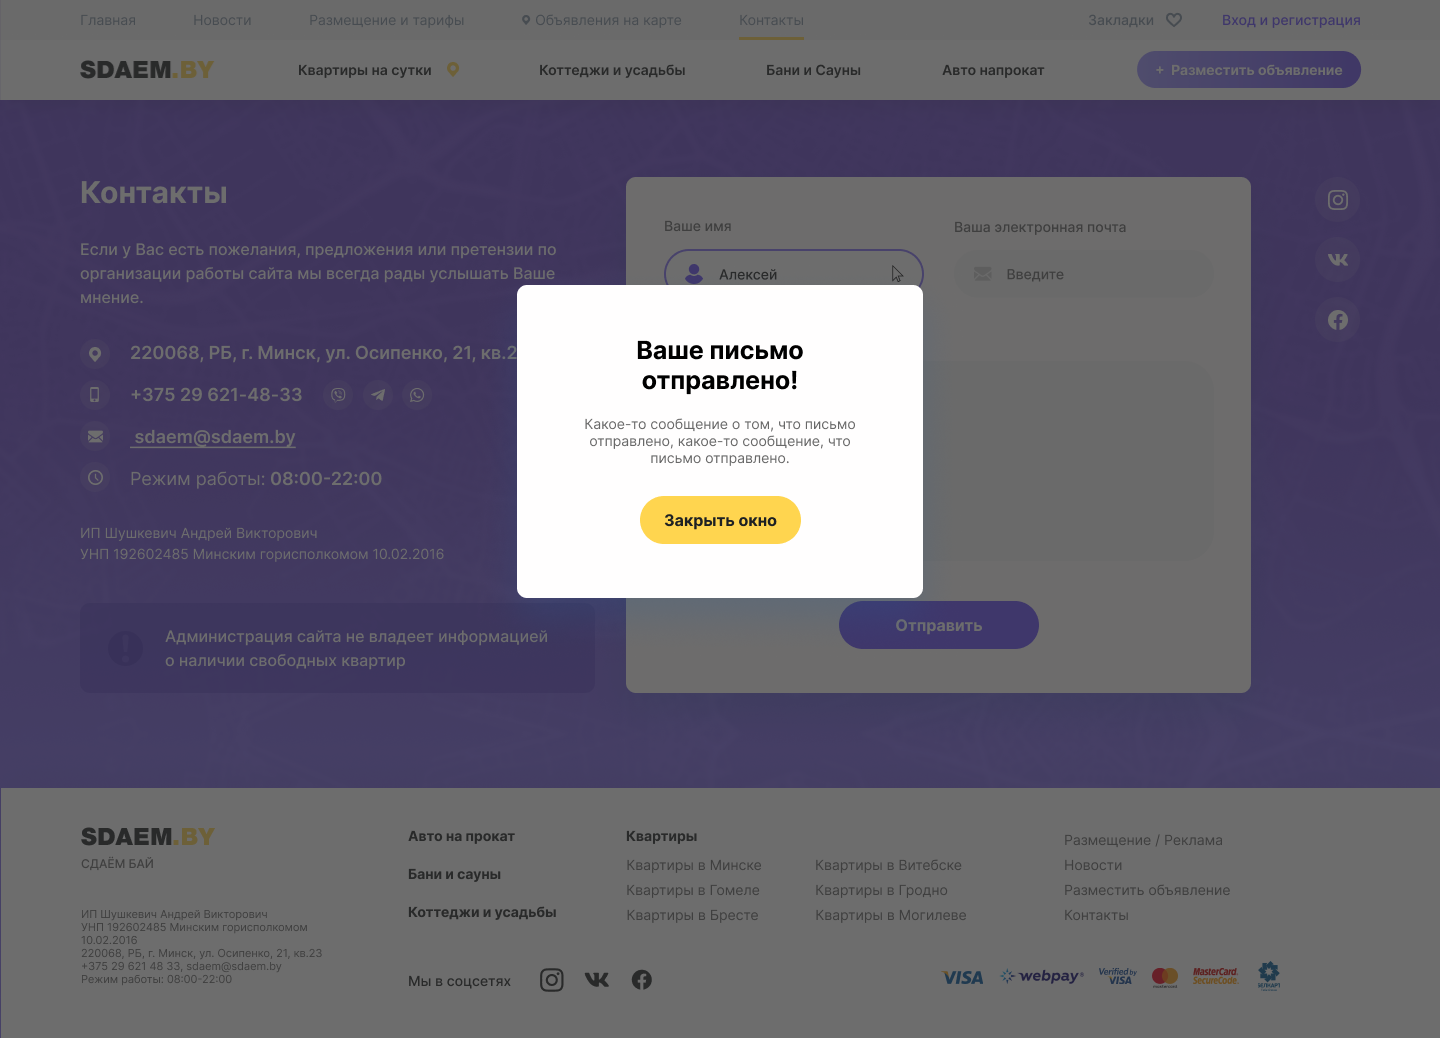 Главная
Новости
Размещение и тарифы
Объявления на карте
Контакты
Закладки
Вход и регистрация
SDAEM.BY
Квартиры на сутки
Коттеджи и усадьбы
Бани и Сауны
Авто напрокат
+ Разместить объявление
Контакты
Если у Вас есть пожелания, предложения или претензии по
организации работы сайта мы всегда рады услышать Ваше
мнение.
220068, РБ, г. Минск, ул. Осипенко, 21, кв.2
+375 29 621-48-33
sdaem@sdaem.by
Режим работы: 08:00-22:00
ИП Шушкевич Андрей Викторович
УНП 192602485 Минским горисполкомом 10.02.2016
Администрация сайта не владеет информацией
о наличии свободных квартир
Ваше имя
Алексей
Ваша электронная почта
Введите
Отправить
Ваше письмо
отправлено!
Какое-то сообщение о том, что письмо
отправлено, какое-то сообщение, что
письмо отправлено.
Закрыть окно
SDAEM.BY
СДАЁМ БАЙ
ИП Шушкевич Андрей Викторович
УНП 192602485 Минским горисполкомом
10.02.2016
220068, РБ, г. Минск, ул. Осипенко, 21, кв.23
+375 29 621 48 33, sdaem@sdaem.by
Режим работы: 08:00-22:00
Авто на прокат
Бани и сауны
Коттеджи и усадьбы
Квартиры
Квартиры в Минске
Квартиры в Гомеле
Квартиры в Бресте
Квартиры в Витебске
Квартиры в Гродно
Квартиры в Могилеве
Размещение / Реклама
Новости
Разместить объявление
Контакты
Мы в соцсетях
VISA
webpay
Verified by
VISA
MasterCard.
SecureCode.
БЕЛКАРТ